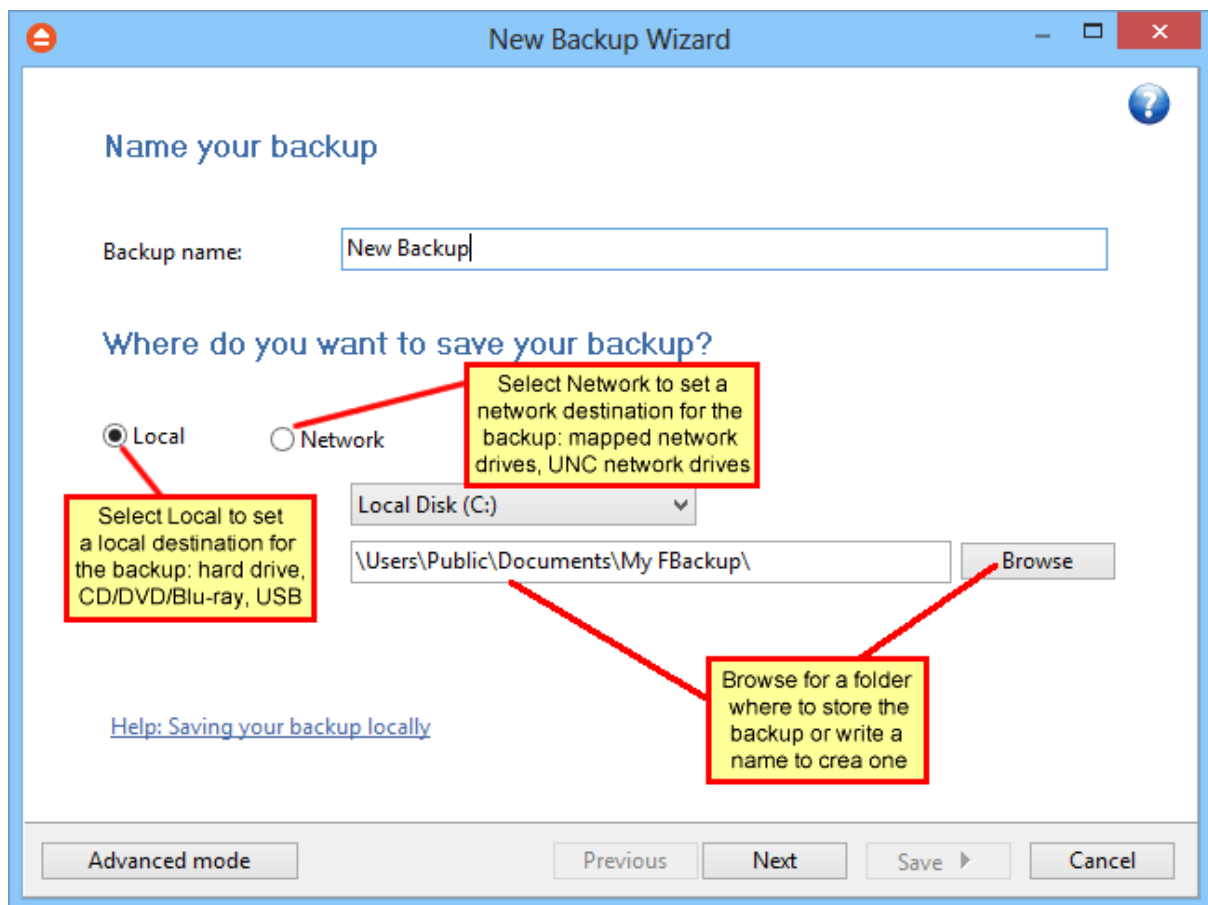 New Backup Wizard
?
Name your backup
Backup name:
New Backup
Where do you want to save your backup?
Local
Network
Select Network to set a
network destination for the
backup: mapped network
drives, UNC network drives
Select Local to set
a local destination for
the backup: hard drive,
CD/DVD/Blu-ray, USB
Local Disk (C:)
\Users\Public\Documents\My FBackup\
Browse
Browse for a folder
where to store the
backup or write a
name to crea one
Help: Saving your backup locally
Advanced mode
Previous
Next
Save
Cancel